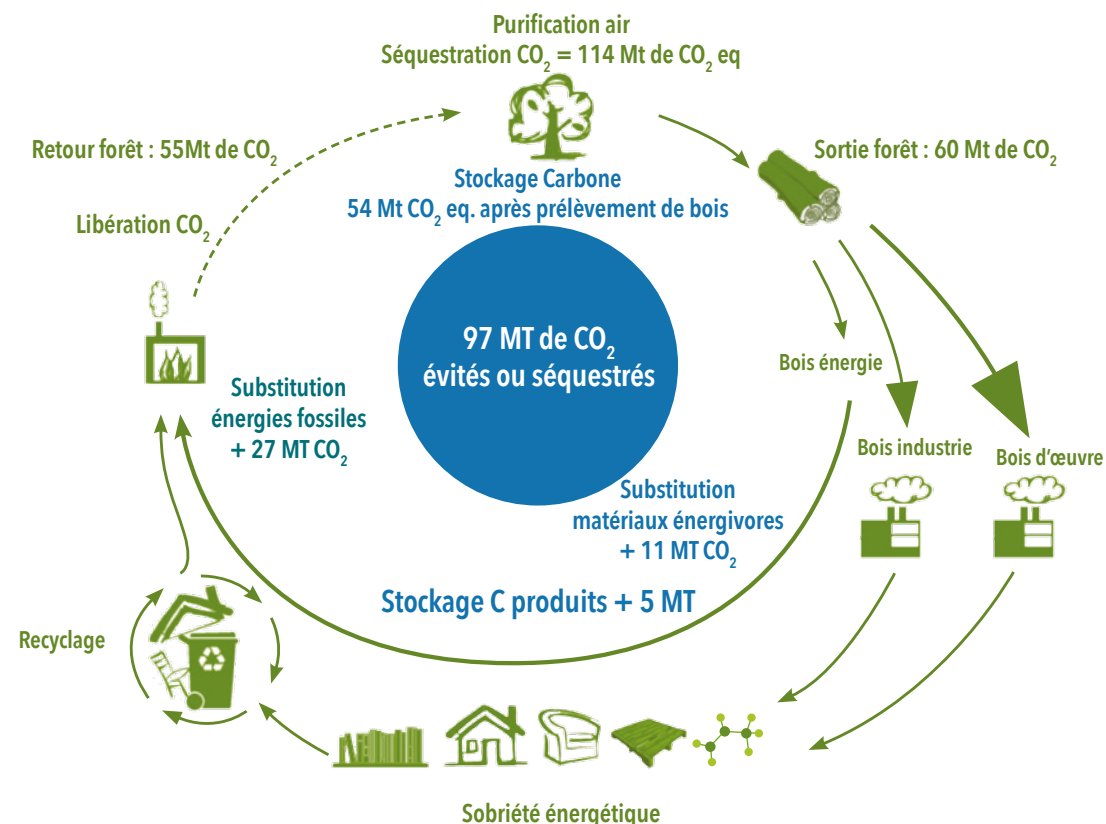 Purification air
Séquestration CO₂ = 114 Mt de CO₂ eq
Retour forêt : 55Mt de CO₂
Sortie forêt : 60 Mt de CO₂
Stockage Carbone
54 Mt CO₂ eq. après prélèvement de bois
Libération CO₂
97 MT de CO₂
évités ou séquestrés
Bois énergie
Substitution
énergies fossiles
+ 27 MT CO₂
Bois industrie
Bois d'œuvre
Substitution
matériaux énergivores
+ 11 MT CO₂
Stockage C produits + 5 MT
Recyclage
Sobriété énergétique